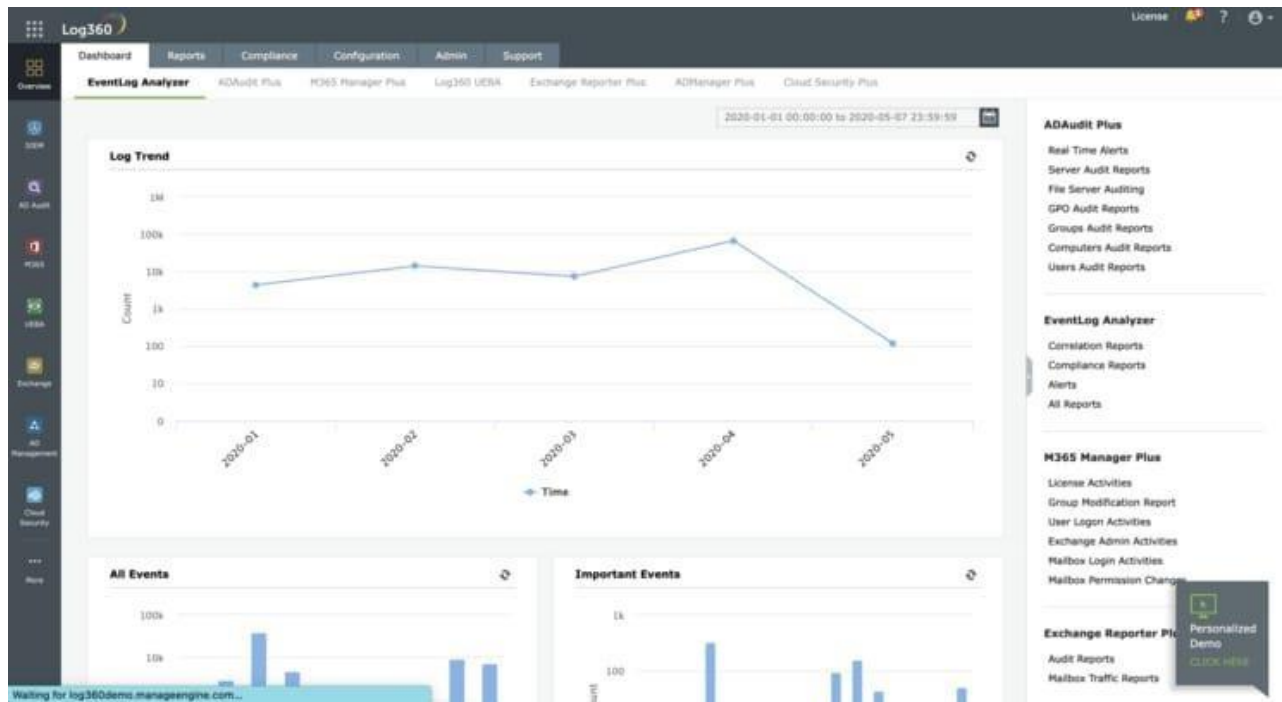 License ?
Log360
Dashboard Reports Compliance Configuration Admin Support
EventLog Analyzer ADAudit Plus M365 Manager Plus Log360 UEBA Exchange Reporter Plus ADManager Plus Cloud Security Plus
Overview
SIEM
AD Audit
M365
UEBA
Exchange
AD
Management
Cloud
Security
More
2020-01-01 00:00:00 to 2020-05-07 23:59:59
Log Trend
1M
100k
10k
1k
100
10
0
Count
2020-01
2020-02
2020-03
2020-04
2020-05
Time
All Events
100k
10k
Important Events
1k
100
ADAudit Plus
Real Time Alerts
Server Audit Reports
File Server Auditing
GPO Audit Reports
Groups Audit Reports
Computers Audit Reports
Users Audit Reports
EventLog Analyzer
Correlation Reports
Compliance Reports
Alerts
All Reports
M365 Manager Plus
License Activities
Group Modification Report
User Logon Activities
Exchange Admin Activities
Mailbox Login Activities
Mailbox Permission Changes
Exchange Reporter Plu
Audit Reports
Mailbox Traffic Reports
Personalized
Demo
CLICK HERE
Waiting for log360demo.manageengine.com...